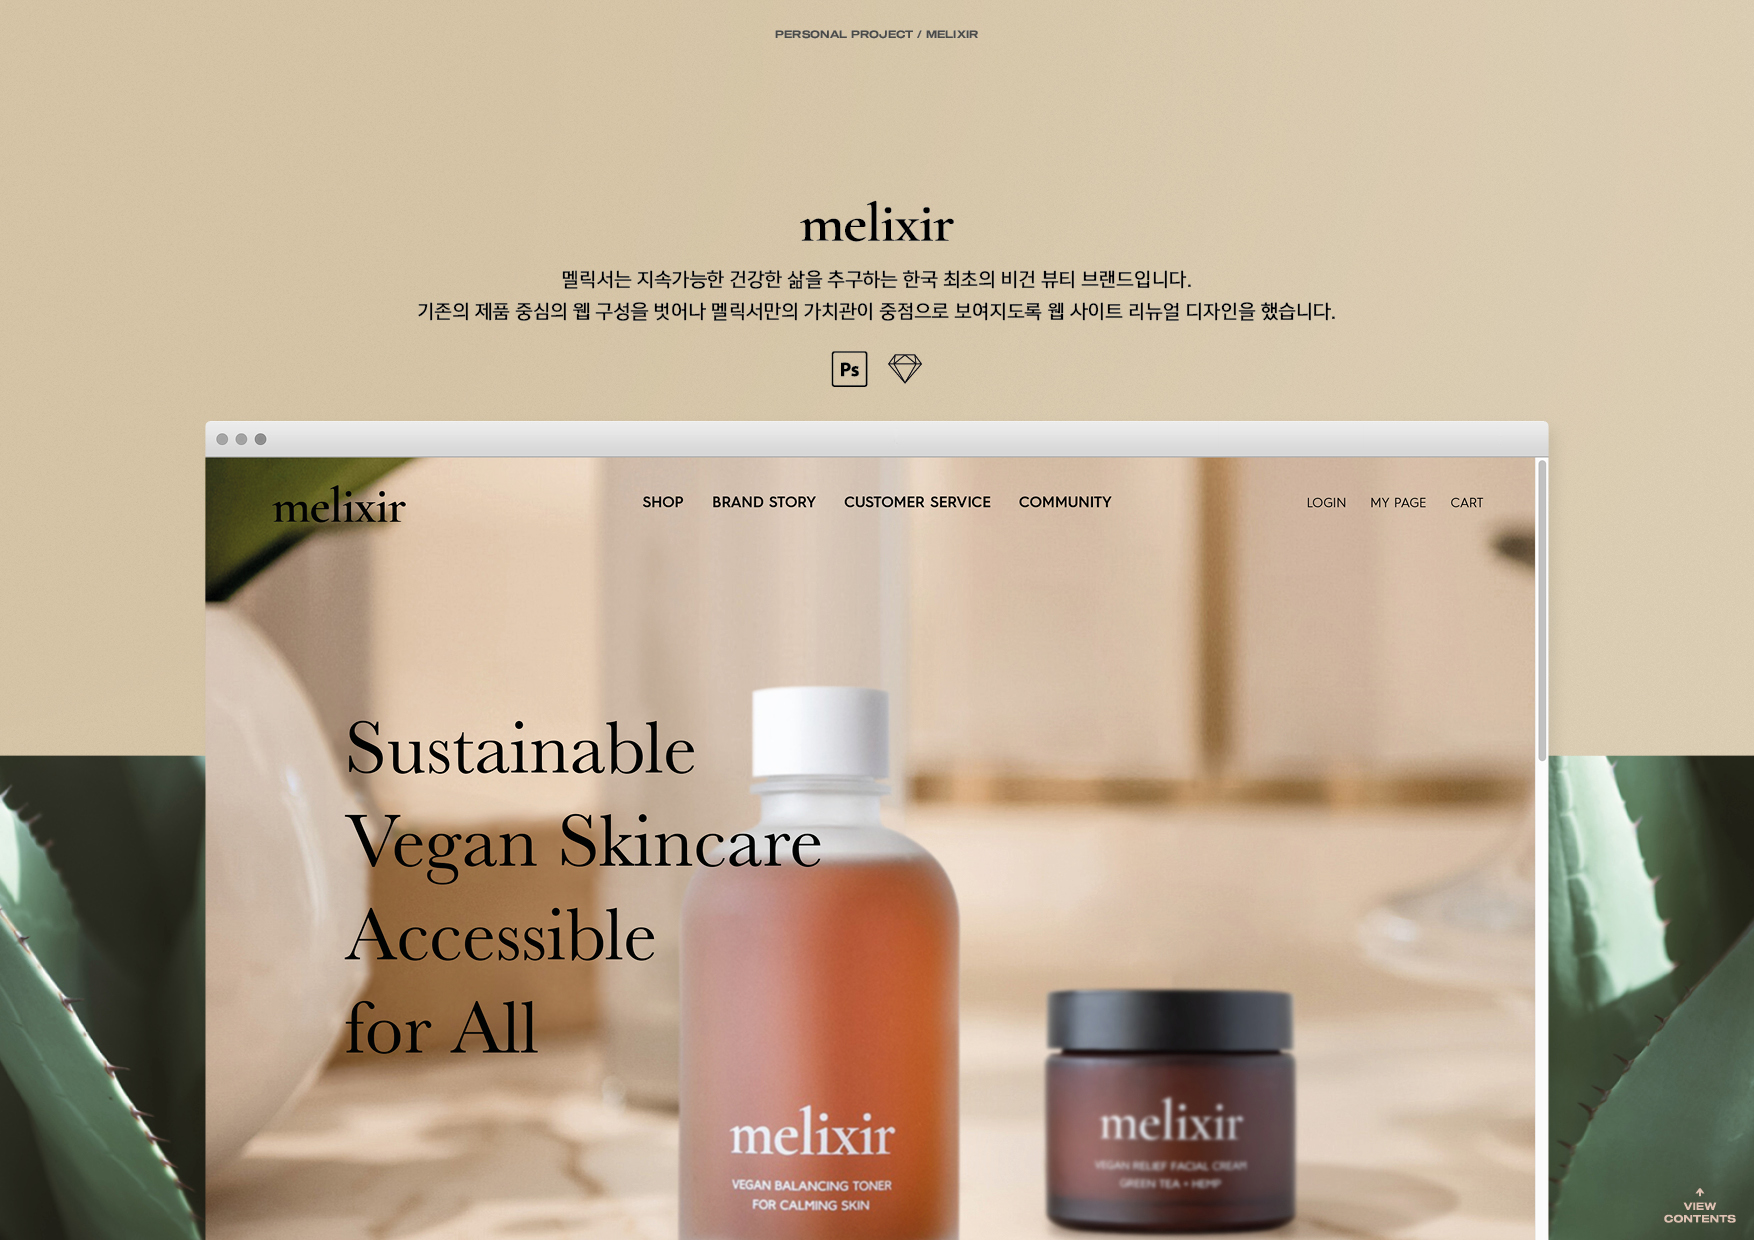 PERSONAL PROJECT / MELIXIR
melixir
멜릭서는 지속가능한 건강한 삶을 추구하는 한국 최초의 비건 뷰티 브랜드입니다.
기존의 제품 중심의 웹 구성을 벗어나 멜릭서만의 가치관이 중점으로 보여지도록 웹 사이트 리뉴얼 디자인을 했습니다.
Ps
melixir
SHOP BRAND STORY CUSTOMER SERVICE COMMUNITY
LOGIN MY PAGE CART
Sustainable
Vegan Skincare
Accessible
for All
melixir
VEGAN BALANCING TONER
FOR CALMING SKIN
melixir
VEGAN RELIEF FACIAL CREAM
GREEN TEA + HEMP
VIEW
CONTENTS